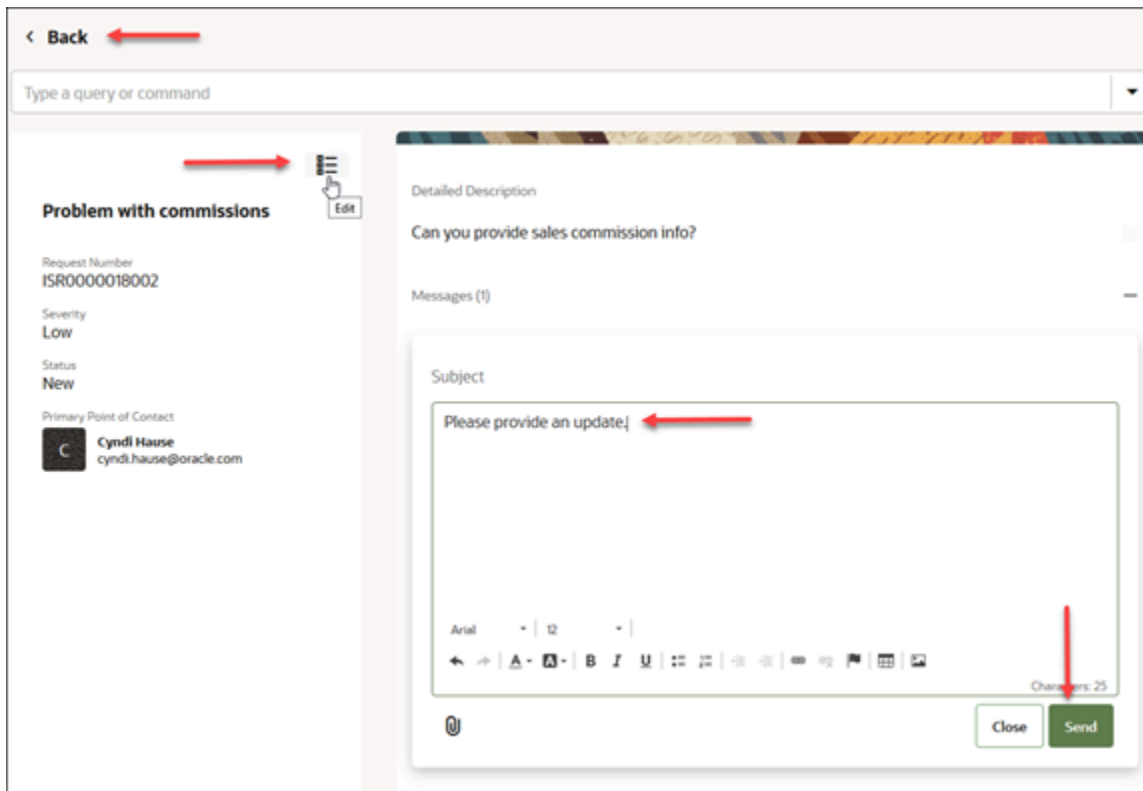 Back
Type a query or command
Edit
Problem with commissions
Request Number
ISR0000018002
Severity
Low
Status
New
Primary Point of Contact
C
Cyndi Hause
cyndi.hause@oracle.com
Detailed Description
Can you provide sales commission info?
Messages (1)
Subject
Please provide an update.
Arial 12
A A B I U
Characters: 25
Close Send